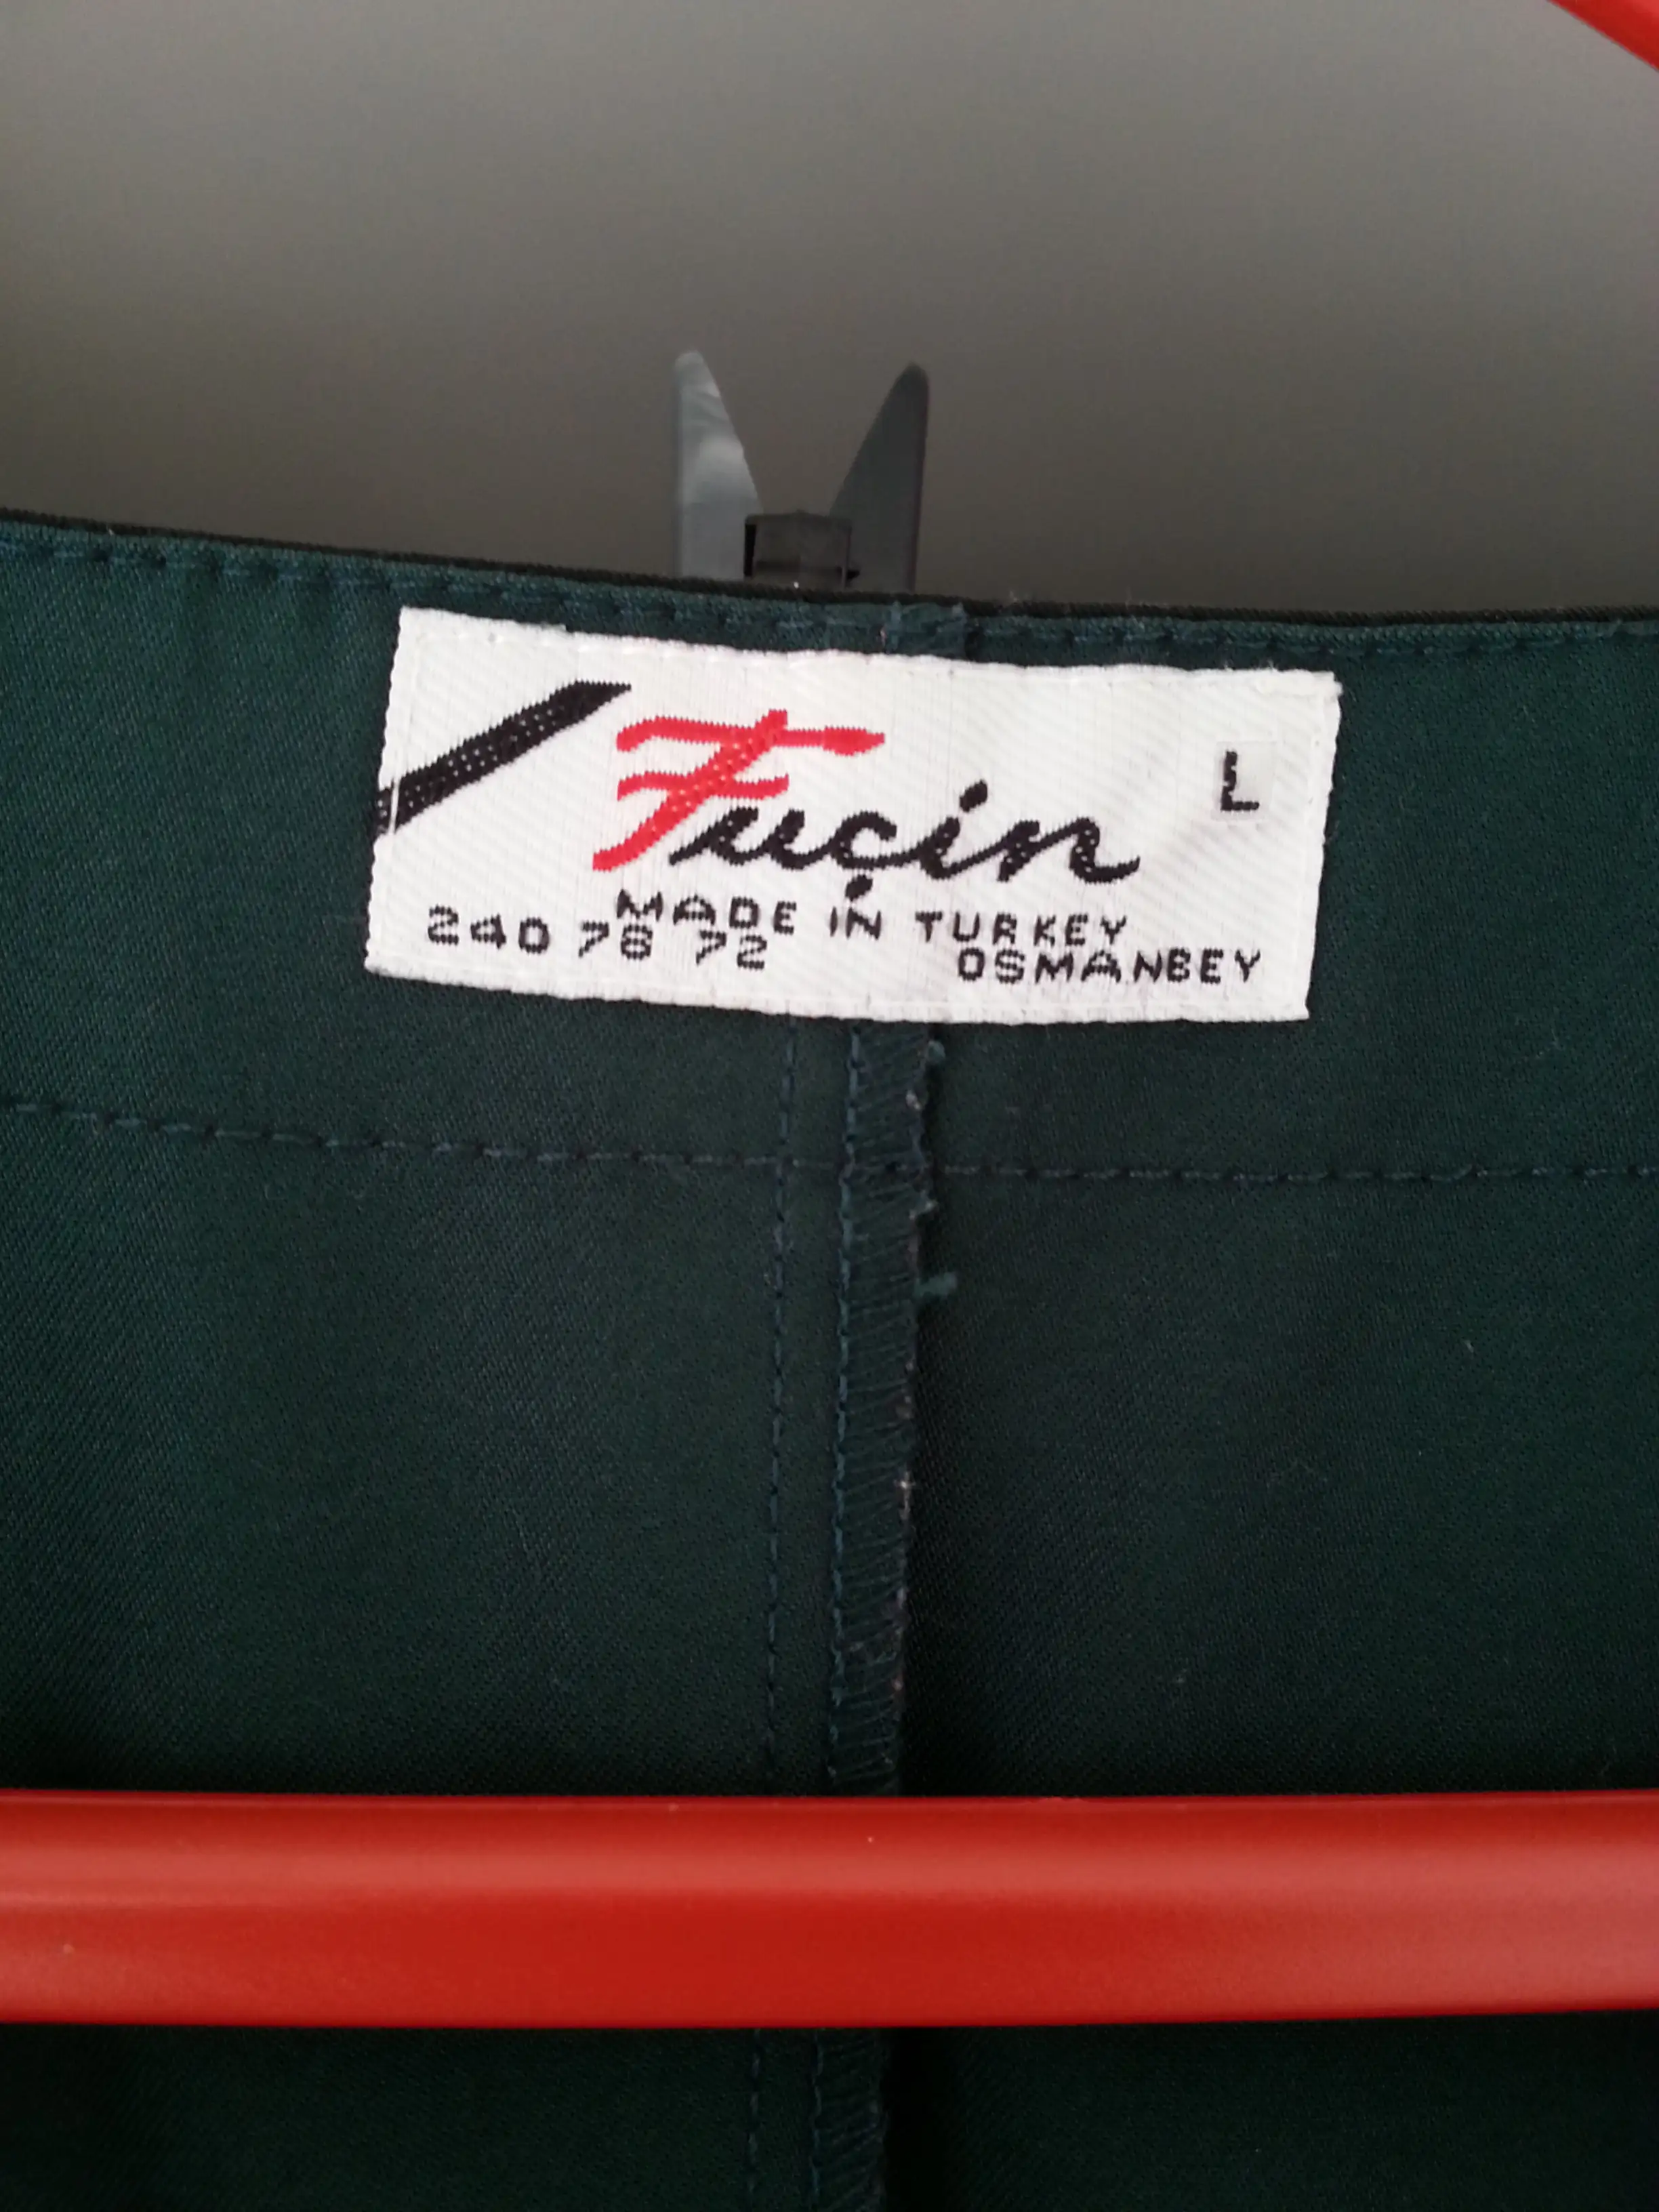 Fuçin L
MADE IN TURKEY
240 78 72 OSMANBEY